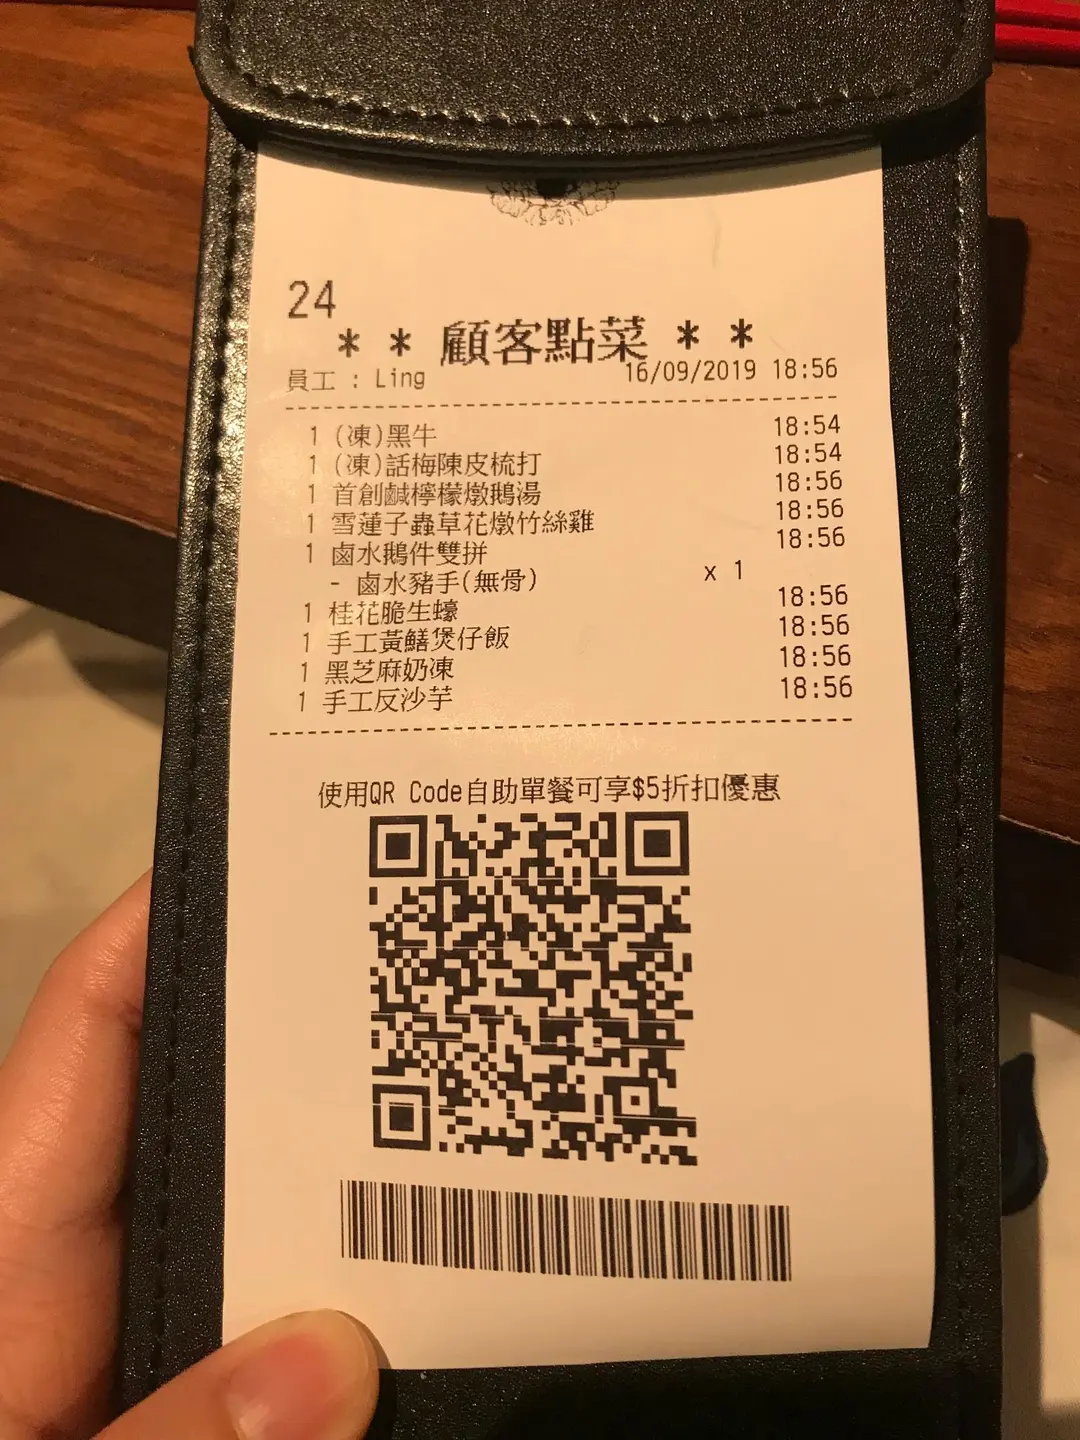 24
* * 顧客點菜 * *
員工 : Ling 16/09/2019 18:56
1 (凍)黑牛 18:54
1 (凍)話梅陳皮梳打 18:54
1 首創鹹檸檬燉鵝湯 18:56
1 雪蓮子蟲草花燉竹絲雞 18:56
1 鹵水鵝件雙拼 18:56
- 鹵水豬手(無骨) x 1
1 桂花脆生蠔 18:56
1 手工黃鱔煲仔飯 18:56
1 黑芝麻奶凍 18:56
1 手工反沙芋 18:56
使用QR Code自助單餐可享$5折扣優惠